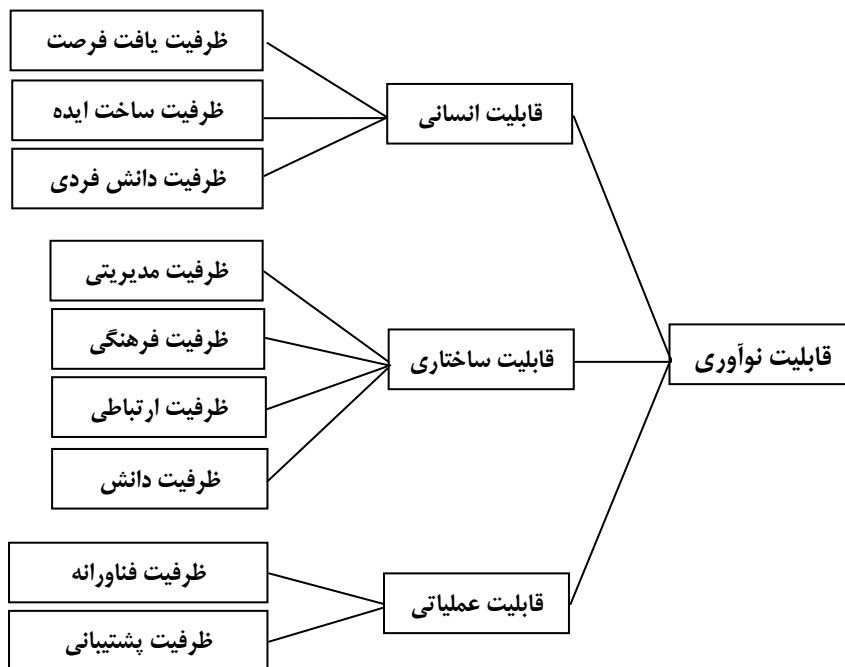 قابلیت نوآوری
قابلیت انسانی
ظرفیت یافت فرصت
ظرفیت ساخت ایده
ظرفیت دانش فردی
قابلیت ساختاری
ظرفیت مدیریتی
ظرفیت فرهنگی
ظرفیت ارتباطی
ظرفیت دانش
قابلیت عملیاتی
ظرفیت فناورانه
ظرفیت پشتیبانی